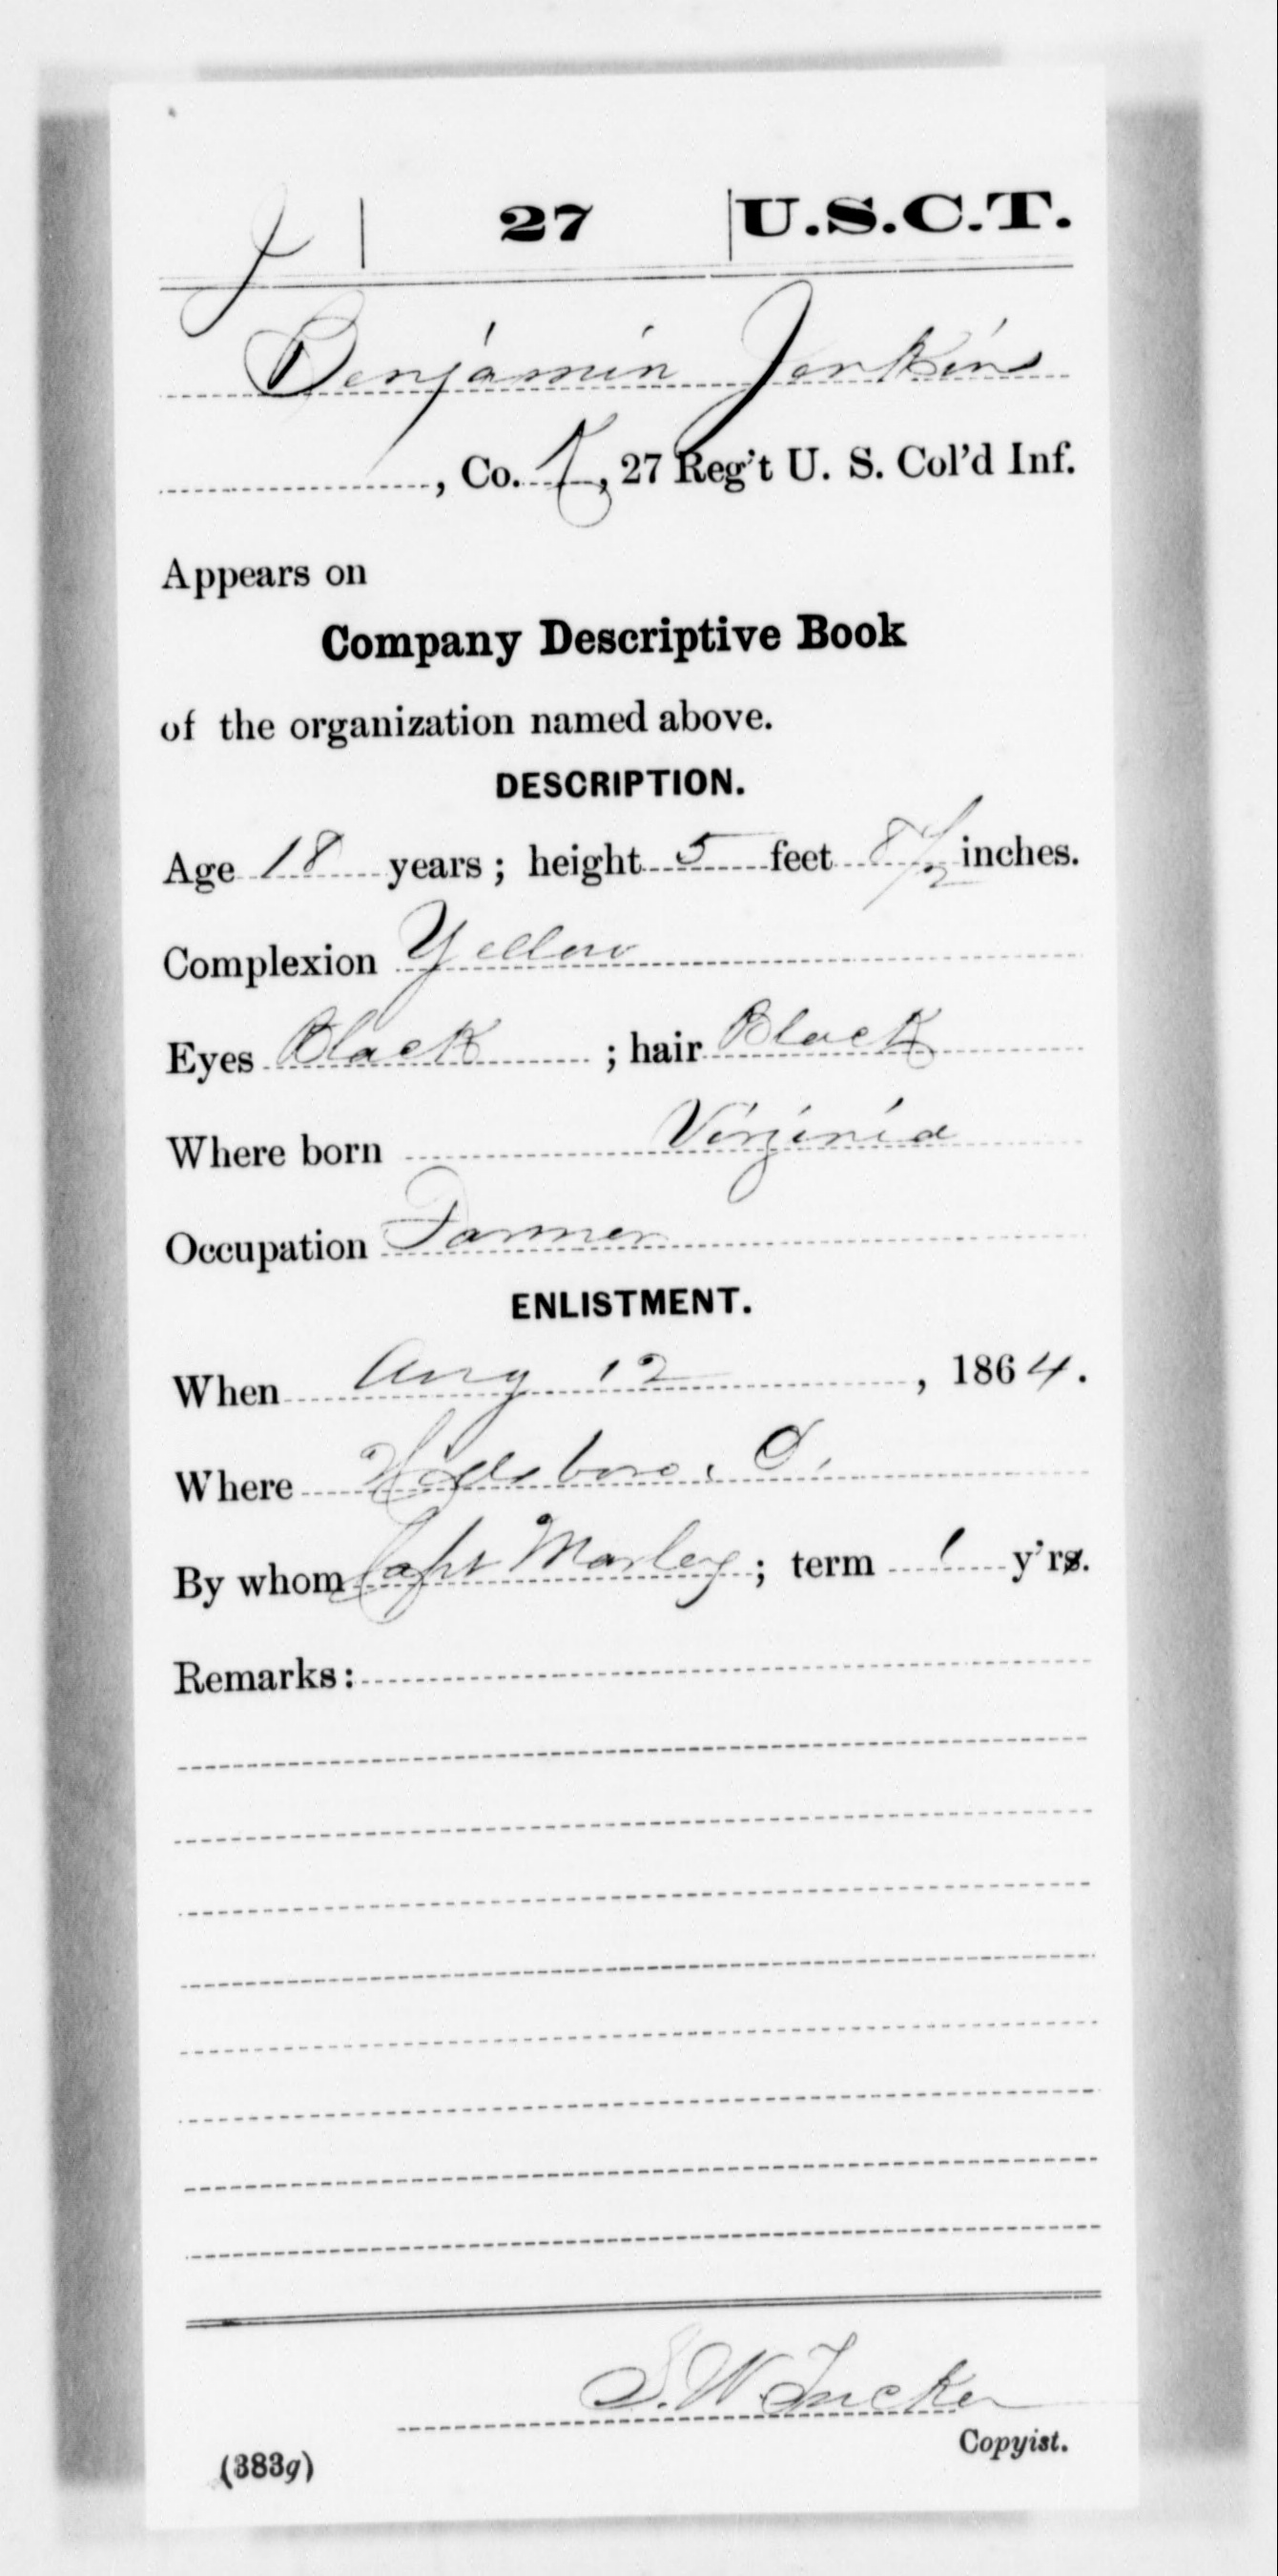 J | 27 | U.S.C.T.
Benjamin Jenkins
, Co. K, 27 Reg't U. S. Col'd Inf.
Appears on
Company Descriptive Book
of the organization named above.
DESCRIPTION.
Age 18 years; height 5 feet 8 1/2 inches.
Complexion Yellow
Eyes Black ; hair Black
Where born Virginia
Occupation Farmer
ENLISTMENT.
When Aug 12 , 1864.
Where Hillsboro, O.
By whom Capt Marley ; term 1 y'rs.
Remarks:
S. W. Tucker
Copyist.
(383g)